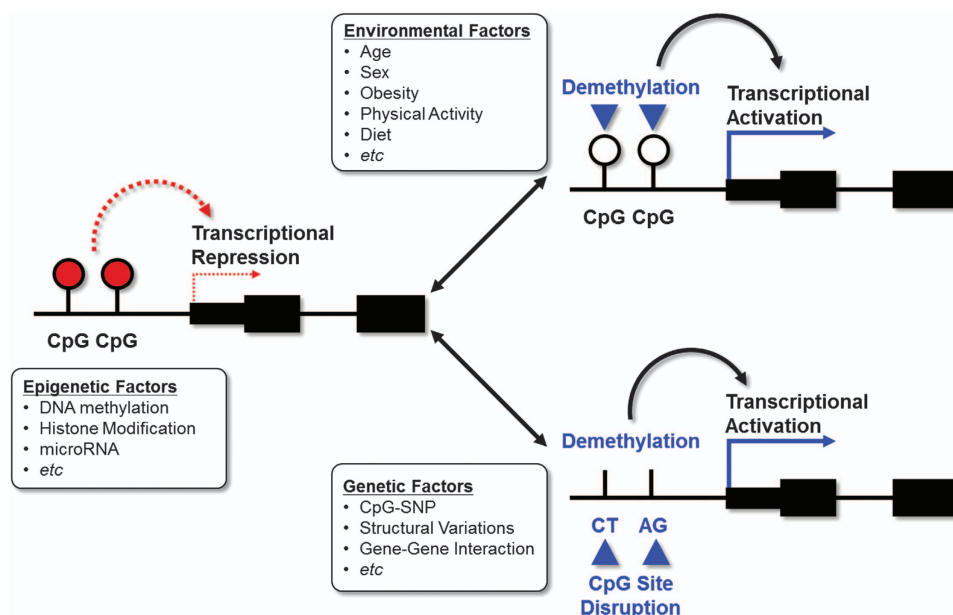 Environmental Factors
• Age
• Sex
• Obesity
• Physical Activity
• Diet
• etc
Demethylation
Transcriptional
Activation
CpG CpG
Transcriptional
Repression
CpG CpG
Epigenetic Factors
• DNA methylation
• Histone Modification
• microRNA
• etc
Genetic Factors
• CpG-SNP
• Structural Variations
• Gene-Gene Interaction
• etc
Demethylation
Transcriptional
Activation
CT AG
CpG Site
Disruption